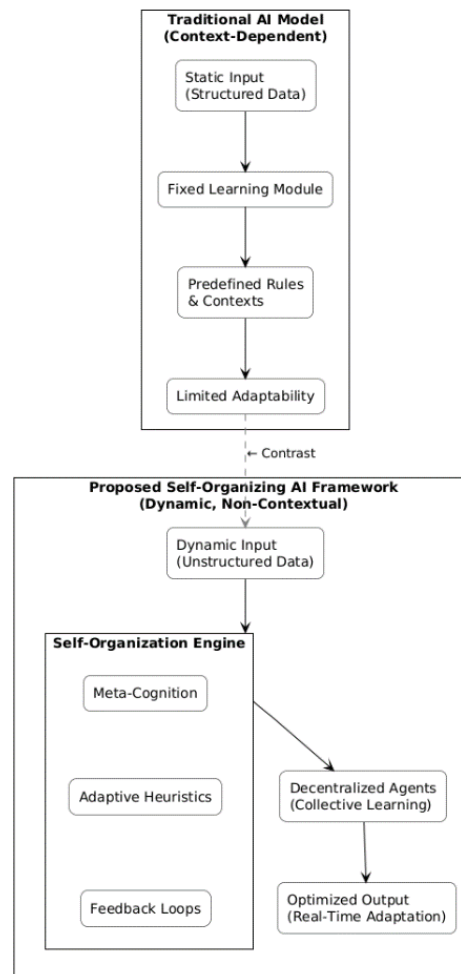 Traditional AI Model
(Context-Dependent)
Static Input
(Structured Data)
Fixed Learning Module
Predefined Rules
& Contexts
Limited Adaptability
← Contrast
Proposed Self-Organizing AI Framework
(Dynamic, Non-Contextual)
Dynamic Input
(Unstructured Data)
Self-Organization Engine
Meta-Cognition
Adaptive Heuristics
Feedback Loops
Decentralized Agents
(Collective Learning)
Optimized Output
(Real-Time Adaptation)